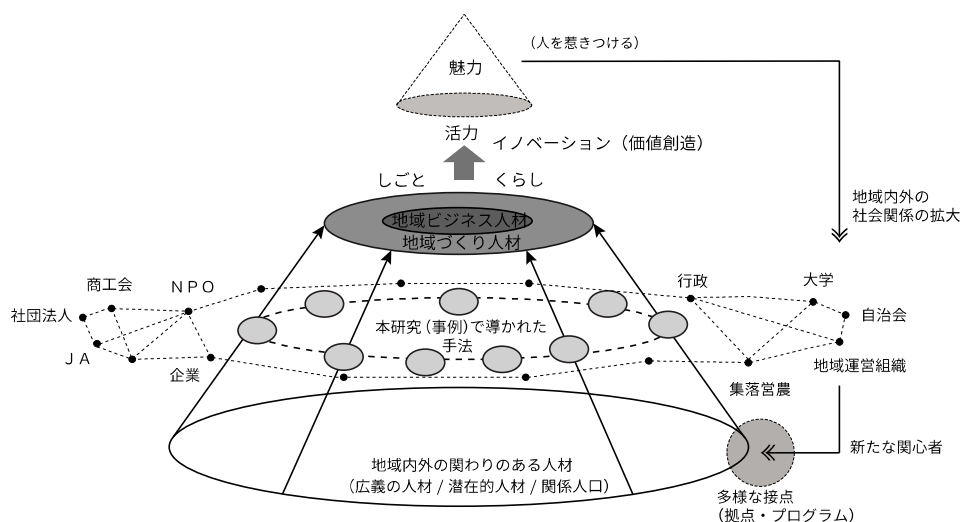 （人を惹きつける）
魅力
活力
イノベーション（価値創造）
しごと
くらし
地域内外の
社会関係の拡大
地域ビジネス人材
地域づくり人材
商工会
ＮＰＯ
行政
大学
社団法人
自治会
本研究（事例）で導かれた
手法
ＪＡ
企業
地域運営組織
集落営農
新たな関心者
地域内外の関わりのある人材
（広義の人材 / 潜在的人材 / 関係人口）
多様な接点
（拠点・プログラム）